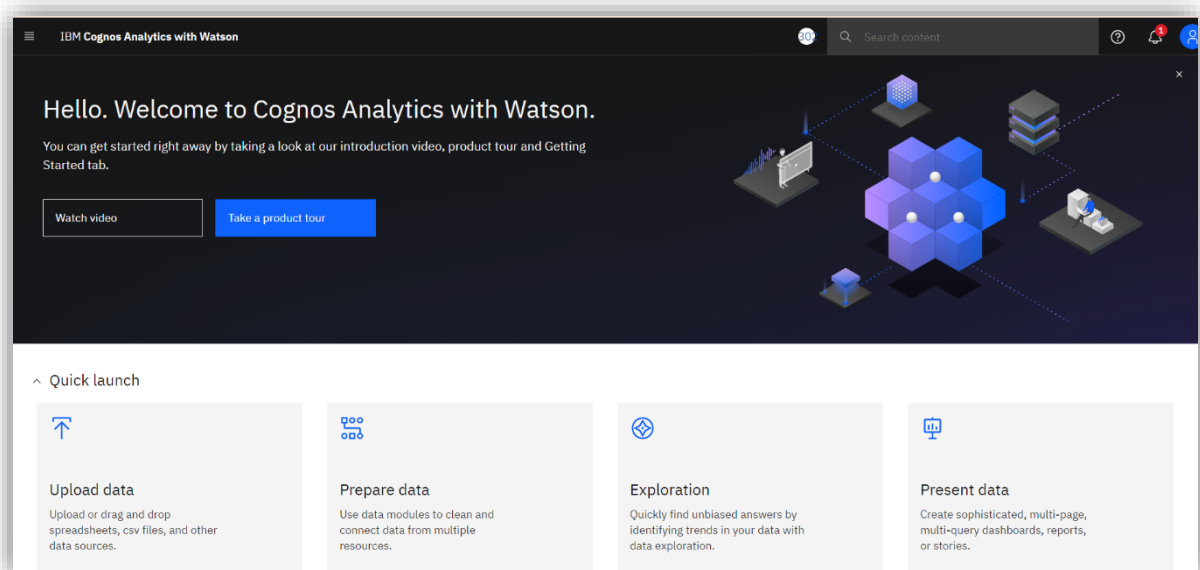 IBM Cognos Analytics with Watson
30
Search content
1
Hello. Welcome to Cognos Analytics with Watson.
You can get started right away by taking a look at our introduction video, product tour and Getting
Started tab.
Watch video
Take a product tour
Quick launch
Upload data
Upload or drag and drop
spreadsheets, csv files, and other
data sources.
Prepare data
Use data modules to clean and
connect data from multiple
resources.
Exploration
Quickly find unbiased answers by
identifying trends in your data with
data exploration.
Present data
Create sophisticated, multi-page,
multi-query dashboards, reports,
or stories.